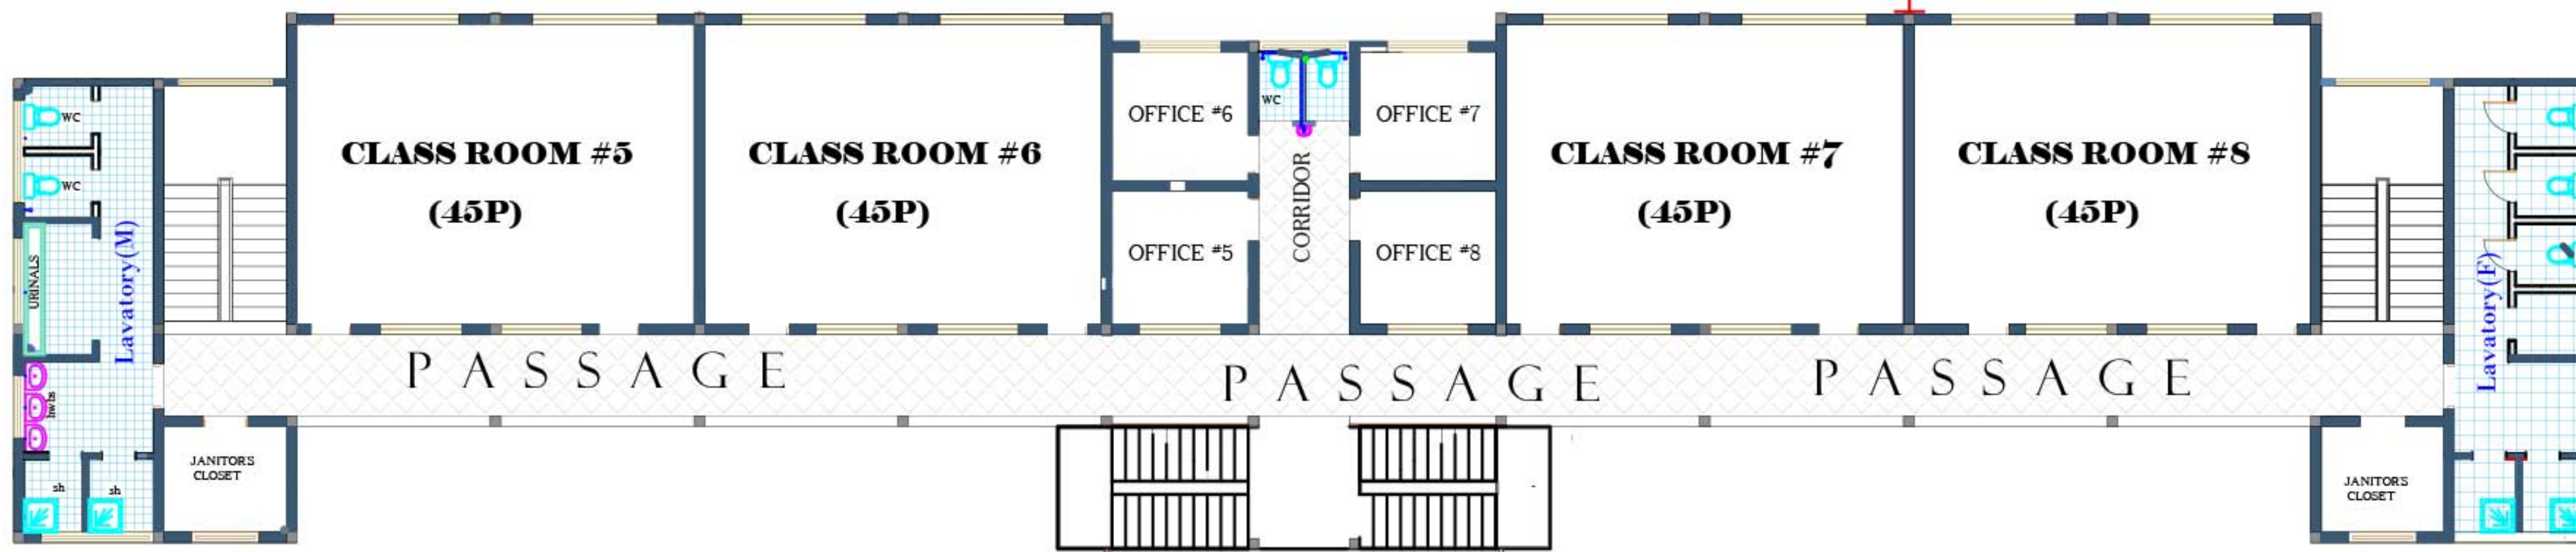 WC
WC
URINALS
Lavatory(M)
hwbs
sh
sh
JANITOR'S
CLOSET
CLASS ROOM #5
(45P)
CLASS ROOM #6
(45P)
OFFICE #6
OFFICE #5
WC
CORRIDOR
OFFICE #7
OFFICE #8
CLASS ROOM #7
(45P)
CLASS ROOM #8
(45P)
PASSAGE
PASSAGE
PASSAGE
Lavatory(F)
JANITOR'S
CLOSET